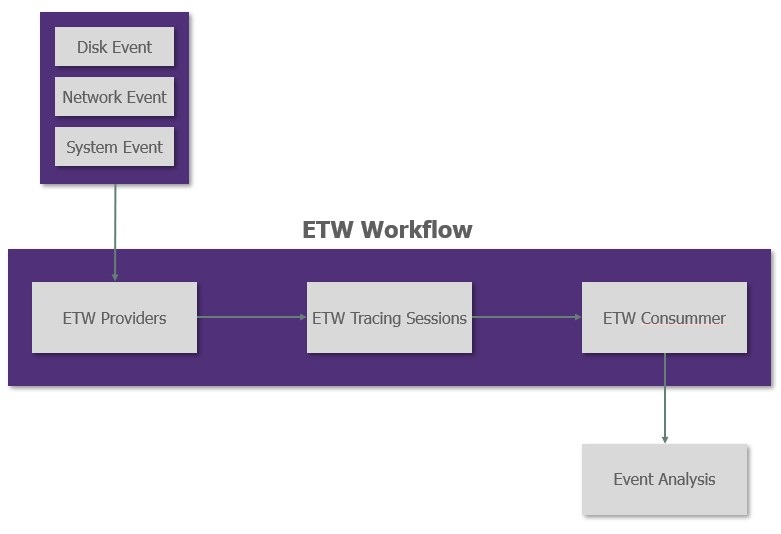 Disk Event
Network Event
System Event
ETW Workflow
ETW Providers
ETW Tracing Sessions
ETW Consummer
Event Analysis